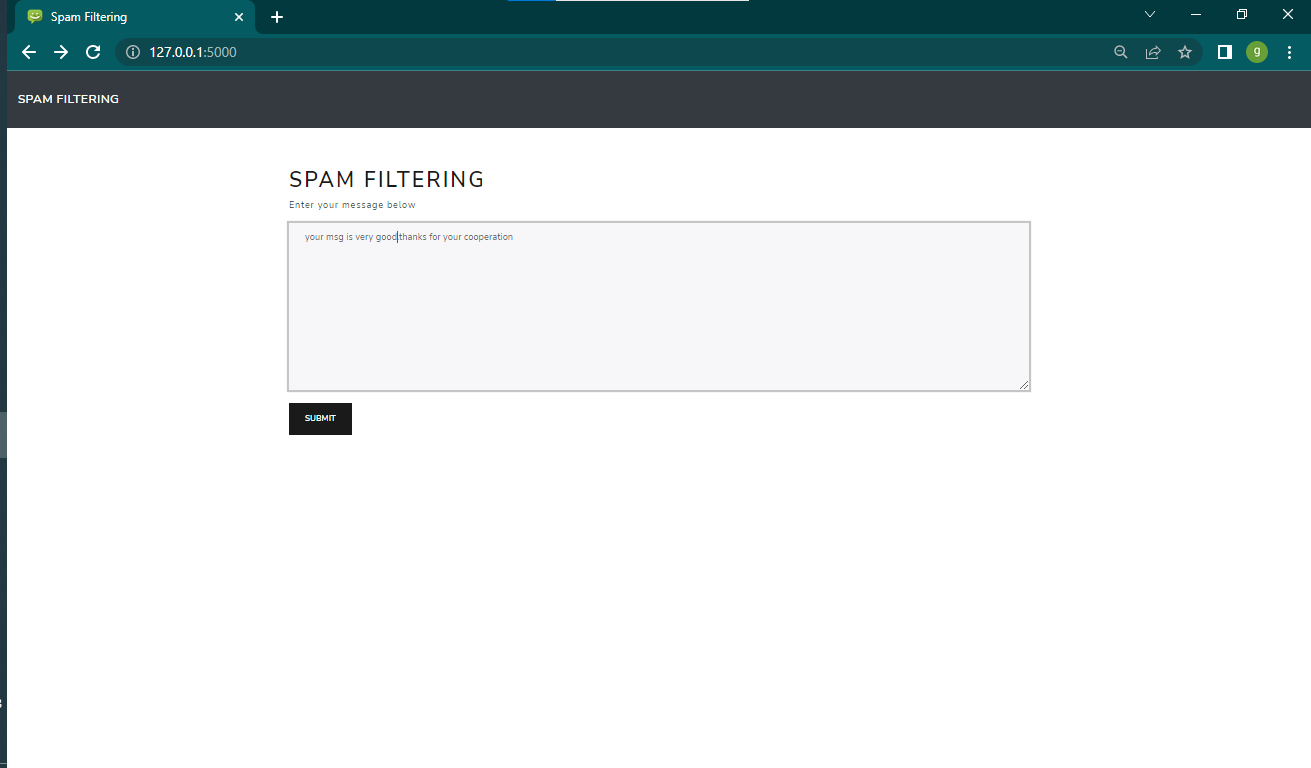 Spam Filtering
127.0.0.1:5000
g
SPAM FILTERING
SPAM FILTERING
Enter your message below
your msg is very good thanks for your cooperation
SUBMIT